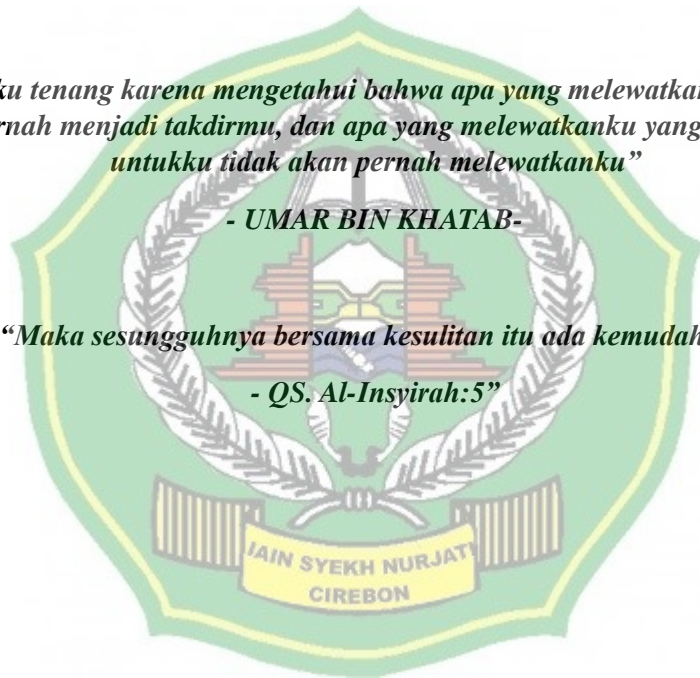 ku tenang karena mengetahui bahwa apa yang melewatkan
rnah menjadi takdirmu, dan apa yang melewatkanku yang
untukku tidak akan pernah melewatkanku”
- UMAR BIN KHATAB-
“Maka sesungguhnya bersama kesulitan itu ada kemudah
- QS. Al-Insyirah:5”
IAIN SYEKH NURJATI
CIREBON